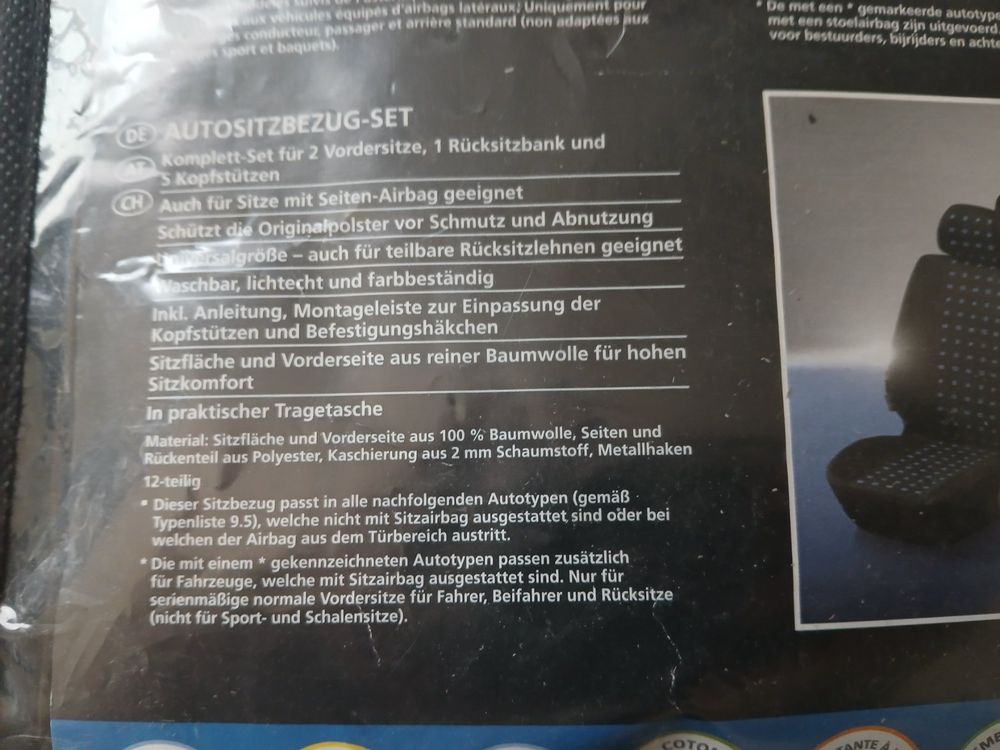 aux véhicules équipés d'airbags latéraux) Uniquement pour
conducteur, passager et arrière standard (non adaptées aux
sport et baquets).
* De met een * gemarkeerde autotype
met een stoelairbag zijn uitgevoerd.
voor bestuurders, bijrijders en achte
DE AUTOSITZBEZUG-SET
AT Komplett-Set für 2 Vordersitze, 1 Rücksitzbank und
5 Kopfstützen
CH Auch für Sitze mit Seiten-Airbag geeignet
Schützt die Originalpolster vor Schmutz und Abnutzung
Universalgröße – auch für teilbare Rücksitzlehnen geeignet
Waschbar, lichtecht und farbbeständig
Inkl. Anleitung, Montageleiste zur Einpassung der
Kopfstützen und Befestigungshäkchen
Sitzfläche und Vorderseite aus reiner Baumwolle für hohen
Sitzkomfort
In praktischer Tragetasche
Material: Sitzfläche und Vorderseite aus 100 % Baumwolle, Seiten und
Rückenteil aus Polyester, Kaschierung aus 2 mm Schaumstoff, Metallhaken
12-teilig
* Dieser Sitzbezug passt in alle nachfolgenden Autotypen (gemäß
Typenliste 9.5), welche nicht mit Sitzairbag ausgestattet sind oder bei
welchen der Airbag aus dem Türbereich austritt.
* Die mit einem * gekennzeichneten Autotypen passen zusätzlich
für Fahrzeuge, welche mit Sitzairbag ausgestattet sind. Nur für
serienmäßige normale Vordersitze für Fahrer, Beifahrer und Rücksitze
(nicht für Sport- und Schalensitze).